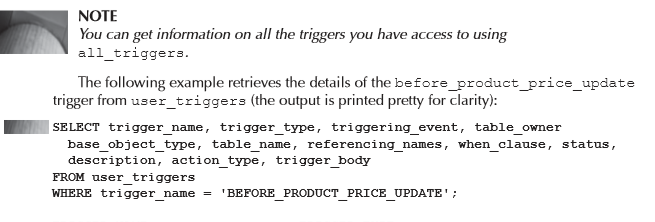 NOTE
You can get information on all the triggers you have access to using
all_triggers.
The following example retrieves the details of the before_product_price_update
trigger from user_triggers (the output is printed pretty for clarity):
SELECT trigger_name, trigger_type, triggering_event, table_owner
base_object_type, table_name, referencing_names, when_clause, status,
description, action_type, trigger_body
FROM user_triggers
WHERE trigger_name = 'BEFORE_PRODUCT_PRICE_UPDATE';